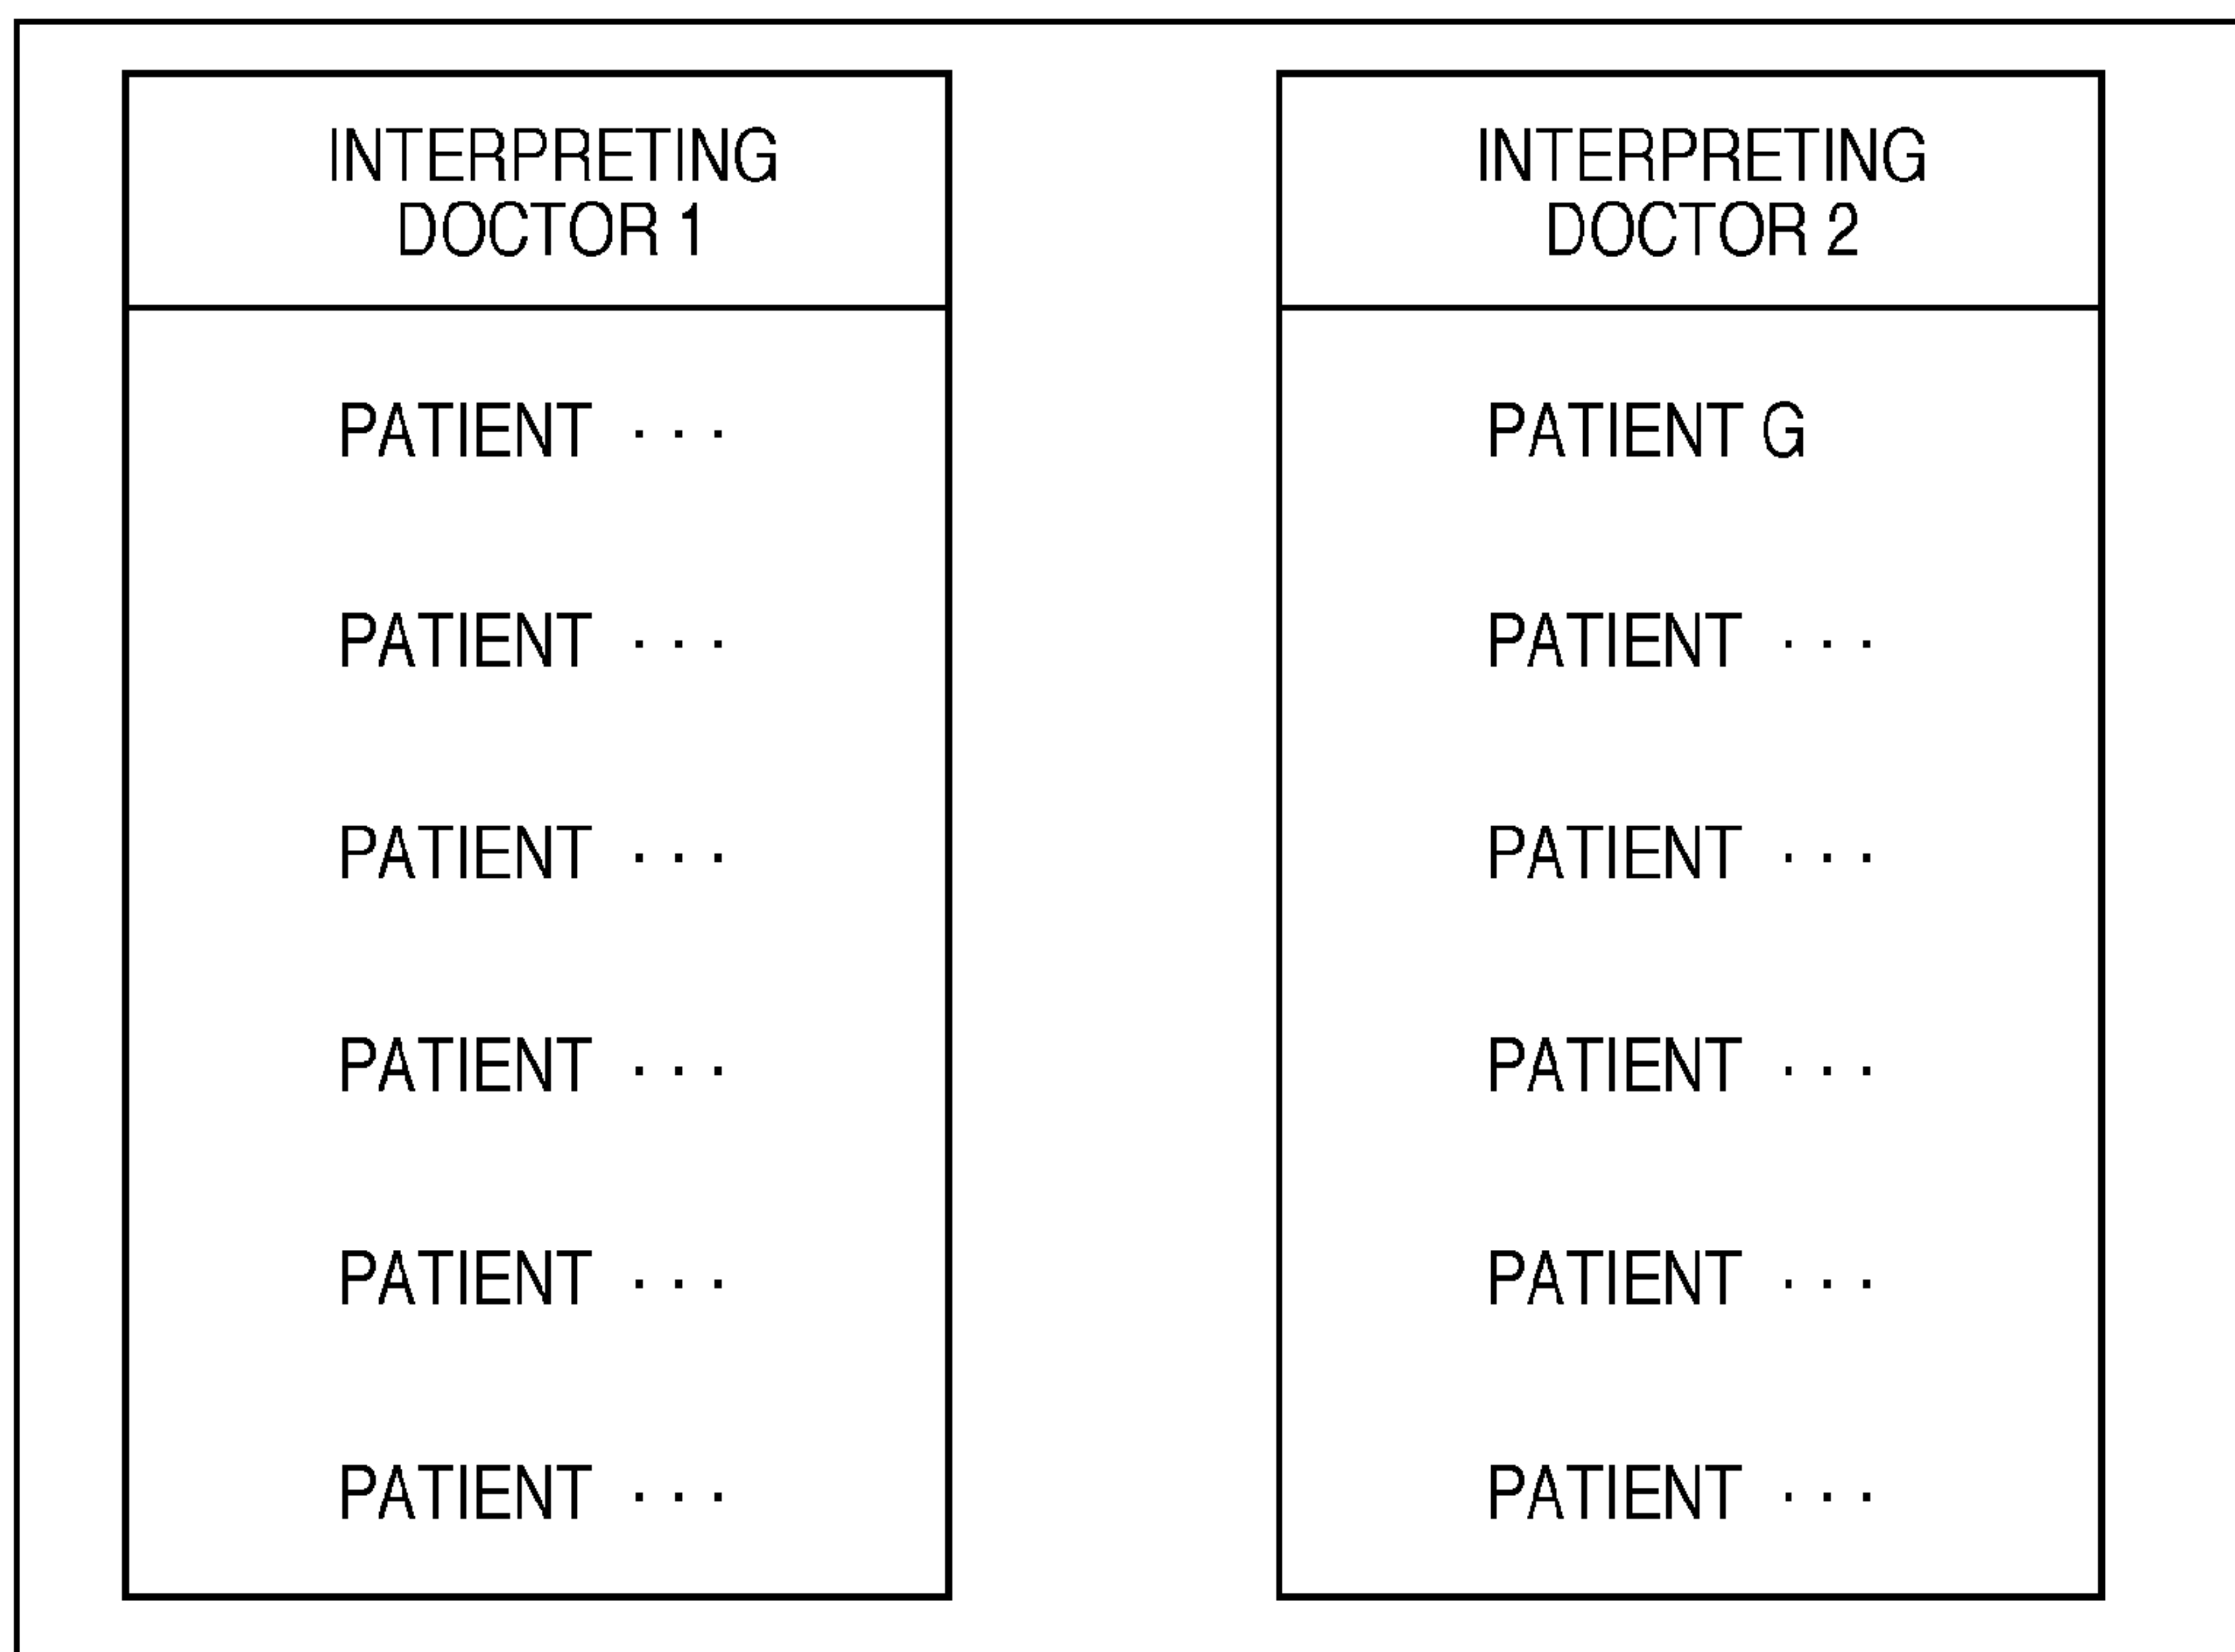 INTERPRETING
DOCTOR 1
PATIENT · · ·
PATIENT · · ·
PATIENT · · ·
PATIENT · · ·
PATIENT · · ·
PATIENT · · ·
INTERPRETING
DOCTOR 2
PATIENT G
PATIENT · · ·
PATIENT · · ·
PATIENT · · ·
PATIENT · · ·
PATIENT · · ·